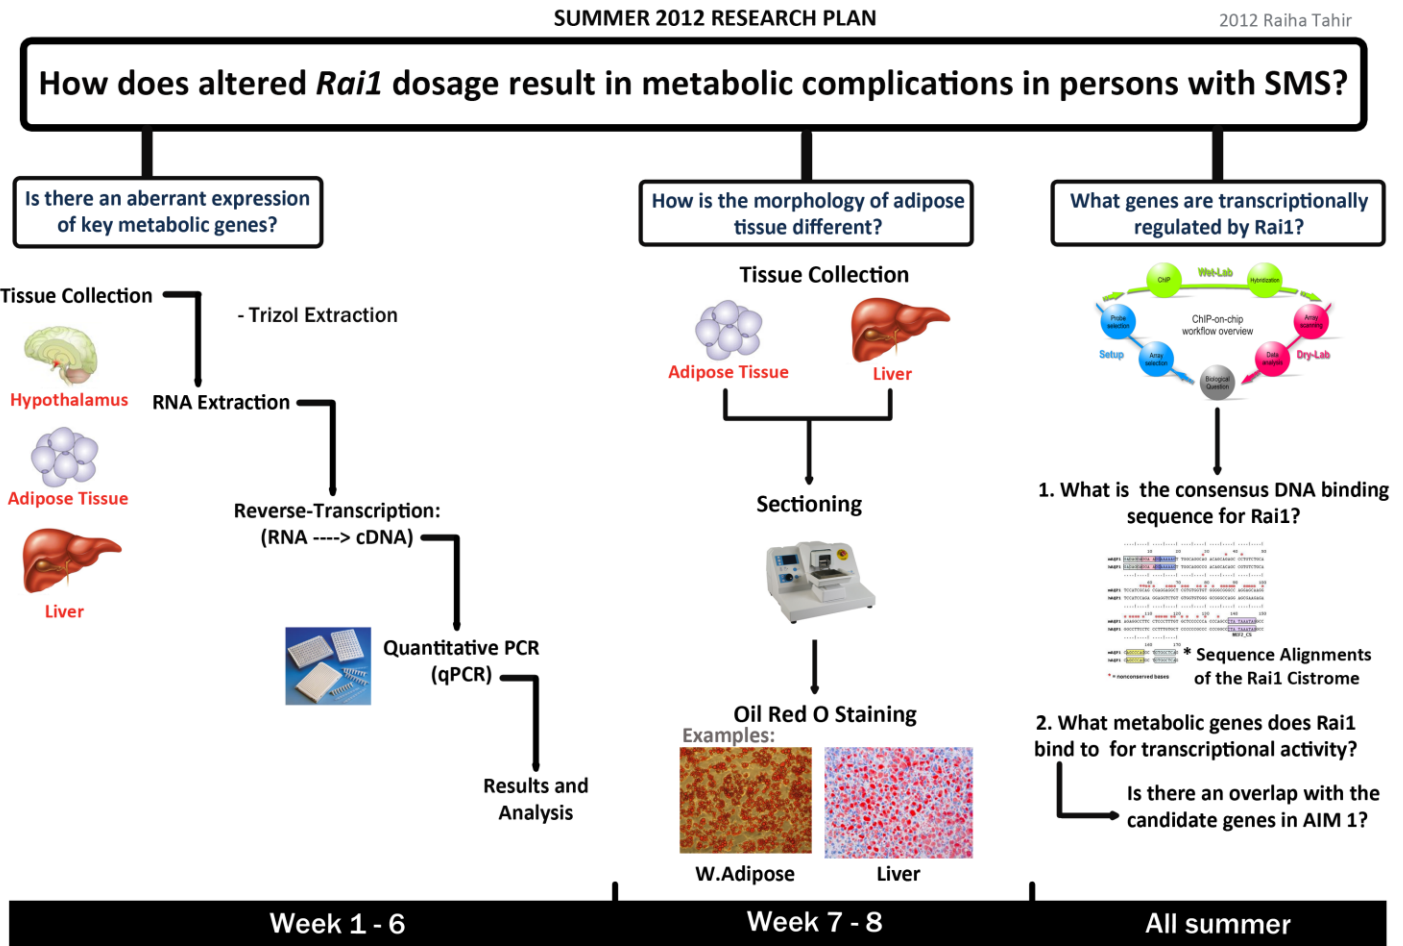 SUMMER 2012 RESEARCH PLAN
2012 Raiha Tahir
How does altered Rai1 dosage result in metabolic complications in persons with SMS?
Is there an aberrant expression
of key metabolic genes?
Tissue Collection
- Trizol Extraction
Hypothalamus
RNA Extraction
Adipose Tissue
Reverse-Transcription:
(RNA ----> cDNA)
Liver
Quantitative PCR
(qPCR)
Results and
Analysis
How is the morphology of adipose
tissue different?
Tissue Collection
Adipose Tissue
Liver
Sectioning
Oil Red O Staining
Examples:
W.Adipose
Liver
What genes are transcriptionally
regulated by Rai1?
ChIP
Wet-Lab
Hybridization
Probe
selection
ChIP-on-chip
workflow overview
Array
scanning
Setup
Array
selection
Data
analysis
Dry-Lab
Biological
Question
1. What is the consensus DNA binding
sequence for Rai1?
* = nonconserved bases
* Sequence Alignments
of the Rai1 Cistrome
2. What metabolic genes does Rai1
bind to for transcriptional activity?
Is there an overlap with the
candidate genes in AIM 1?
Week 1 - 6
Week 7 - 8
All summer